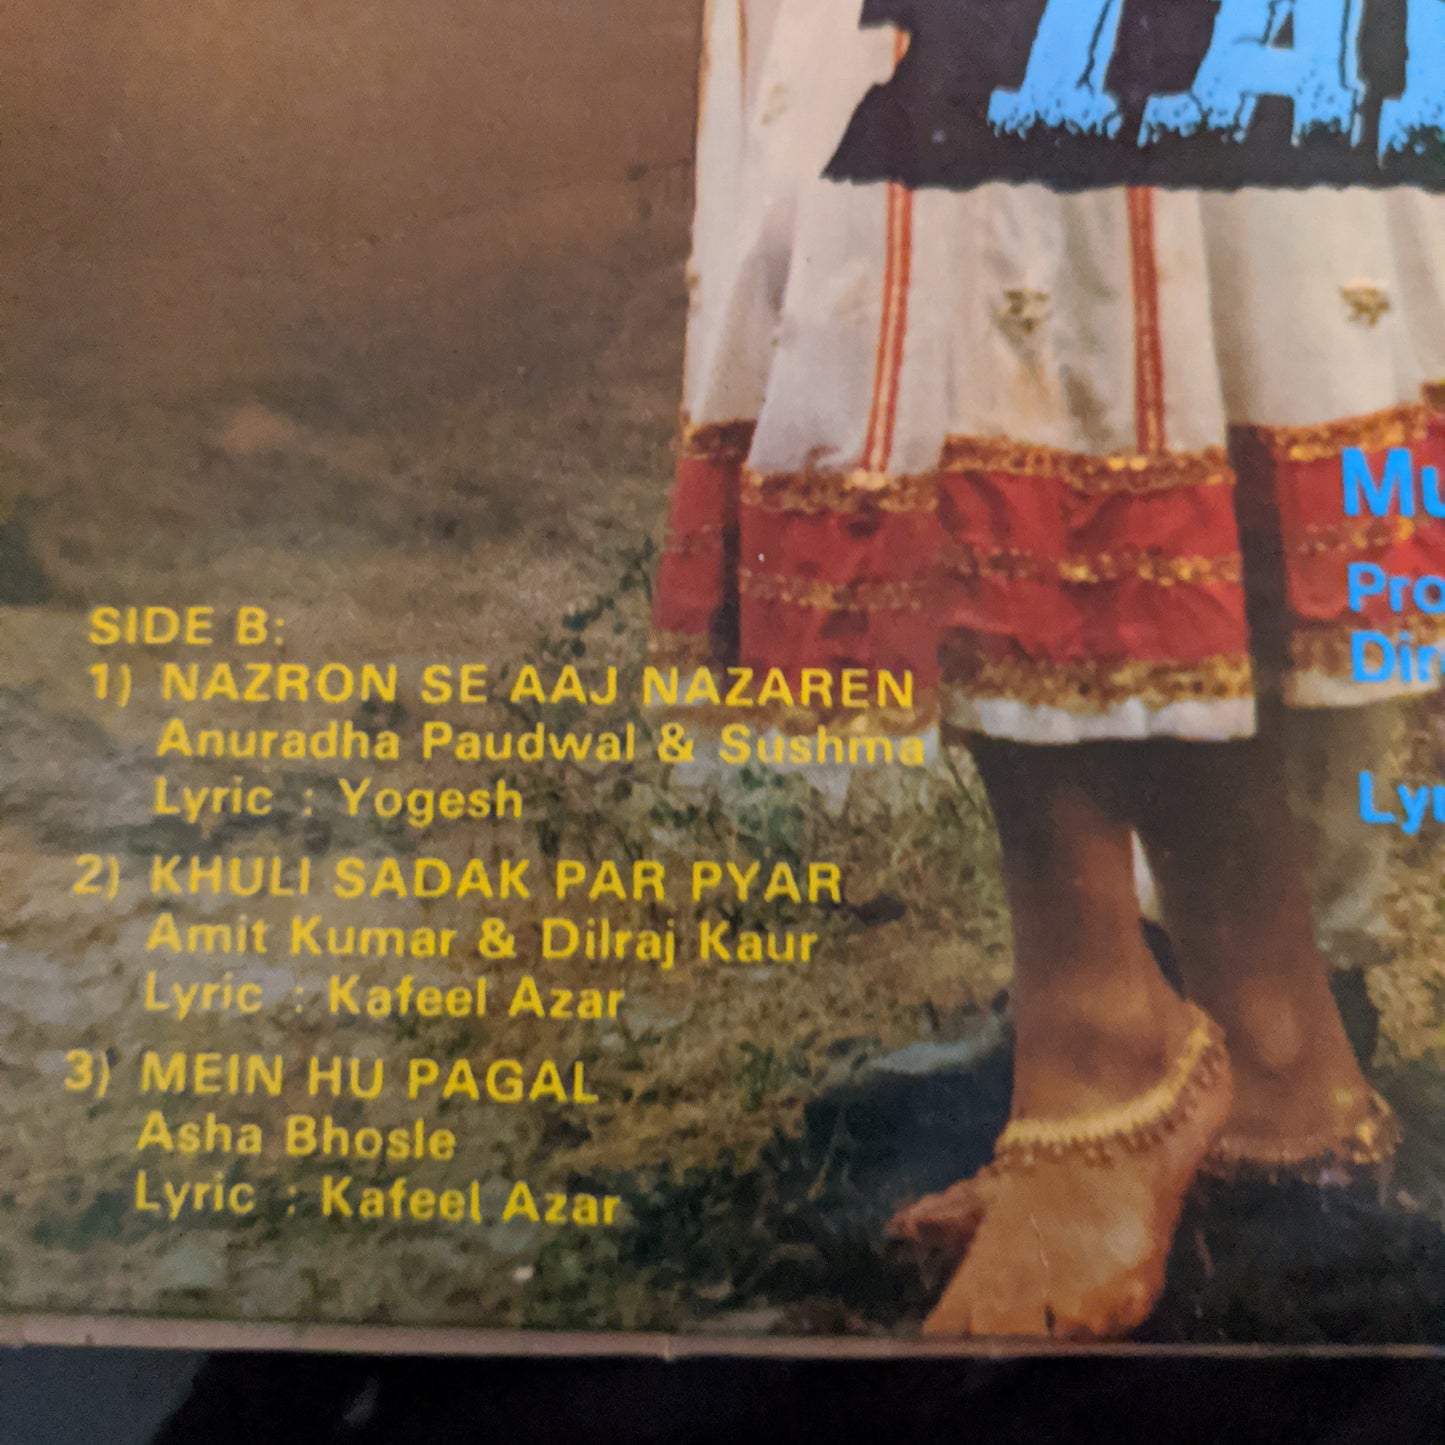 SIDE B:
1) NAZRON SE AAJ NAZAREN
Anuradha Paudwal & Sushma
Lyric : Yogesh
2) KHULI SADAK PAR PYAR
Amit Kumar & Dilraj Kaur
Lyric : Kafeel Azar
3) MEIN HU PAGAL
Asha Bhosle
Lyric : Kafeel Azar